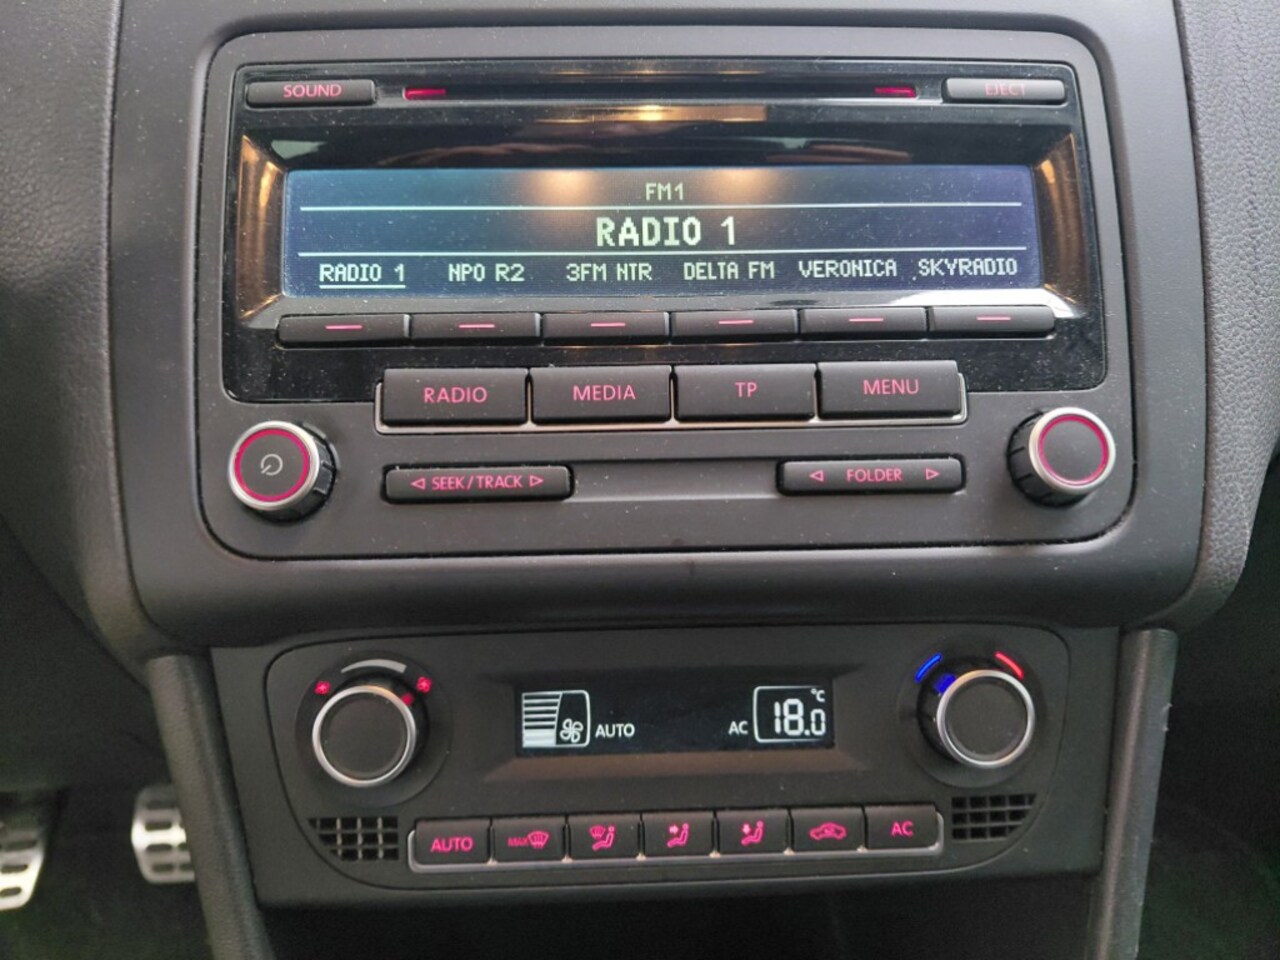 SOUND
EJECT
FM1
RADIO 1
RADIO 1 NPO R2 3FM NTR DELTA FM VERONICA SKYRADIO
RADIO MEDIA TP MENU
◁ SEEK/TRACK ▷ ◁ FOLDER ▷
AUTO AC 18.0 °C
AUTO MAX AC